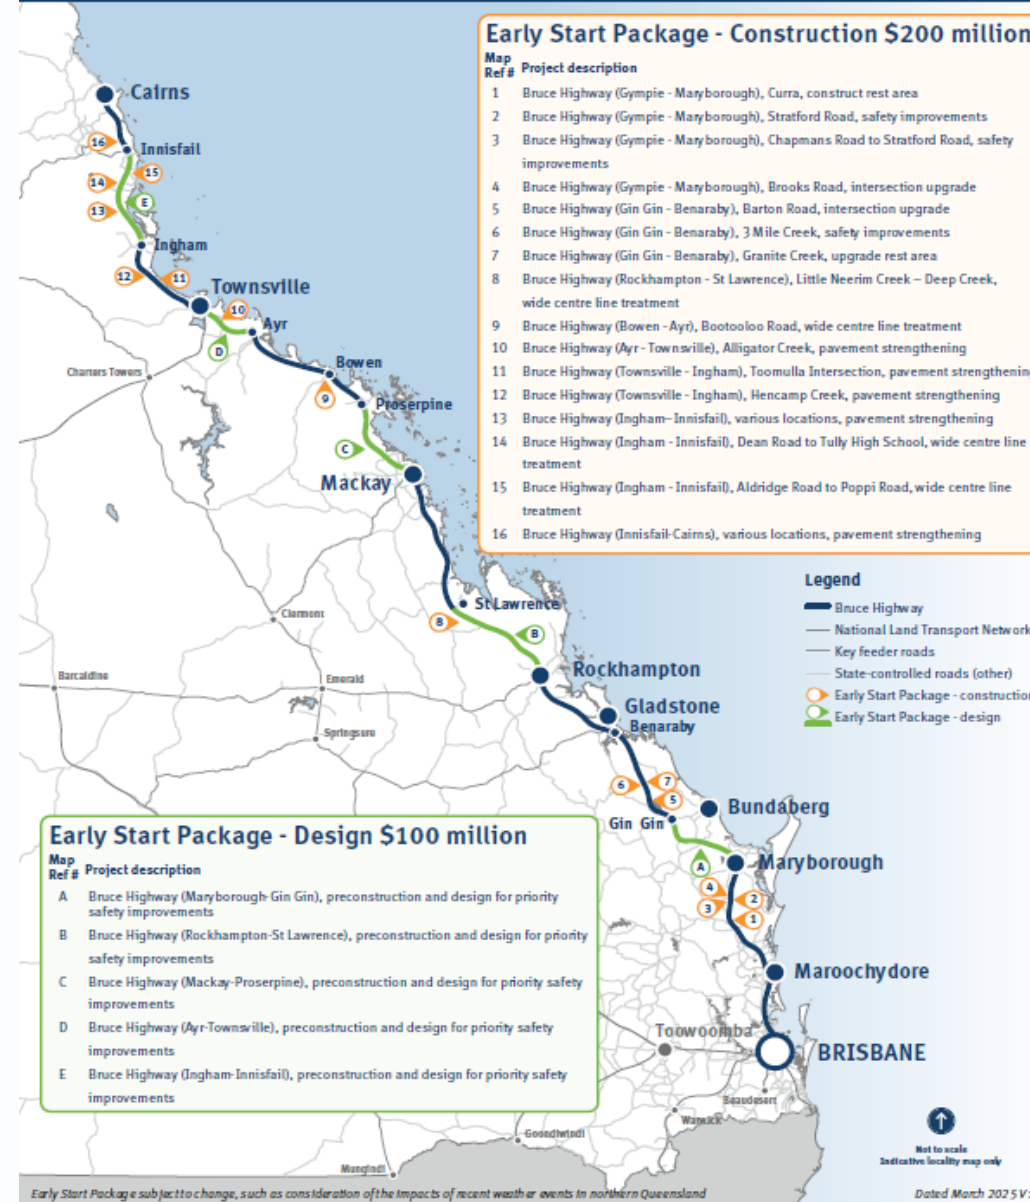 Early Start Package - Construction $200 million
Map
Ref # Project description
1 Bruce Highway (Gympie - Maryborough), Curra, construct rest area
2 Bruce Highway (Gympie - Maryborough), Stratford Road, safety improvements
3 Bruce Highway (Gympie - Maryborough), Chapmans Road to Stratford Road, safety
improvements
4 Bruce Highway (Gympie - Maryborough), Brooks Road, intersection upgrade
5 Bruce Highway (Gin Gin - Benaraby), Barton Road, intersection upgrade
6 Bruce Highway (Gin Gin - Benaraby), 3 Mile Creek, safety improvements
7 Bruce Highway (Gin Gin - Benaraby), Granite Creek, upgrade rest area
8 Bruce Highway (Rockhampton - St Lawrence), Little Neerim Creek – Deep Creek,
wide centre line treatment
9 Bruce Highway (Bowen - Ayr), Bootooloo Road, wide centre line treatment
10 Bruce Highway (Ayr - Townsville), Alligator Creek, pavement strengthening
11 Bruce Highway (Townsville - Ingham), Toomulla Intersection, pavement strengthening
12 Bruce Highway (Townsville - Ingham), Hencamp Creek, pavement strengthening
13 Bruce Highway (Ingham– Innisfail), various locations, pavement strengthening
14 Bruce Highway (Ingham - Innisfail), Dean Road to Tully High School, wide centre line
treatment
15 Bruce Highway (Ingham - Innisfail), Aldridge Road to Poppi Road, wide centre line
treatment
16 Bruce Highway (Innisfail-Cairns), various locations, pavement strengthening
Cairns
16
Innisfail
15
14
E
13
Ingham
12
11
Townsville
10
Ayr
D
Charters Towers
Bowen
9
Proserpine
C
Mackay
St Lawrence
8
B
Clermont
Barcaldine
Emerald
Springsure
Rockhampton
Gladstone
Benaraby
7
6
5
Bundaberg
Gin Gin
A
Maryborough
4
2
3
1
Maroochydore
Toowoomba
BRISBANE
Beaudesert
Warwick
Goondiwindi
Mungindi
Legend
Bruce Highway
National Land Transport Network
Key feeder roads
State-controlled roads (other)
Early Start Package - construction
Early Start Package - design
Early Start Package - Design $100 million
Map
Ref # Project description
A Bruce Highway (Maryborough- Gin Gin), preconstruction and design for priority
safety improvements
B Bruce Highway (Rockhampton-St Lawrence), preconstruction and design for priority
safety improvements
C Bruce Highway (Mackay-Proserpine), preconstruction and design for priority safety
improvements
D Bruce Highway (Ayr-Townsville), preconstruction and design for priority safety
improvements
E Bruce Highway (Ingham-Innisfail), preconstruction and design for priority safety
improvements
Not to scale
Indicative locality map only
Early Start Package subject to change, such as consideration of the impacts of recent weather events in northern Queensland
Dated March 2025 V